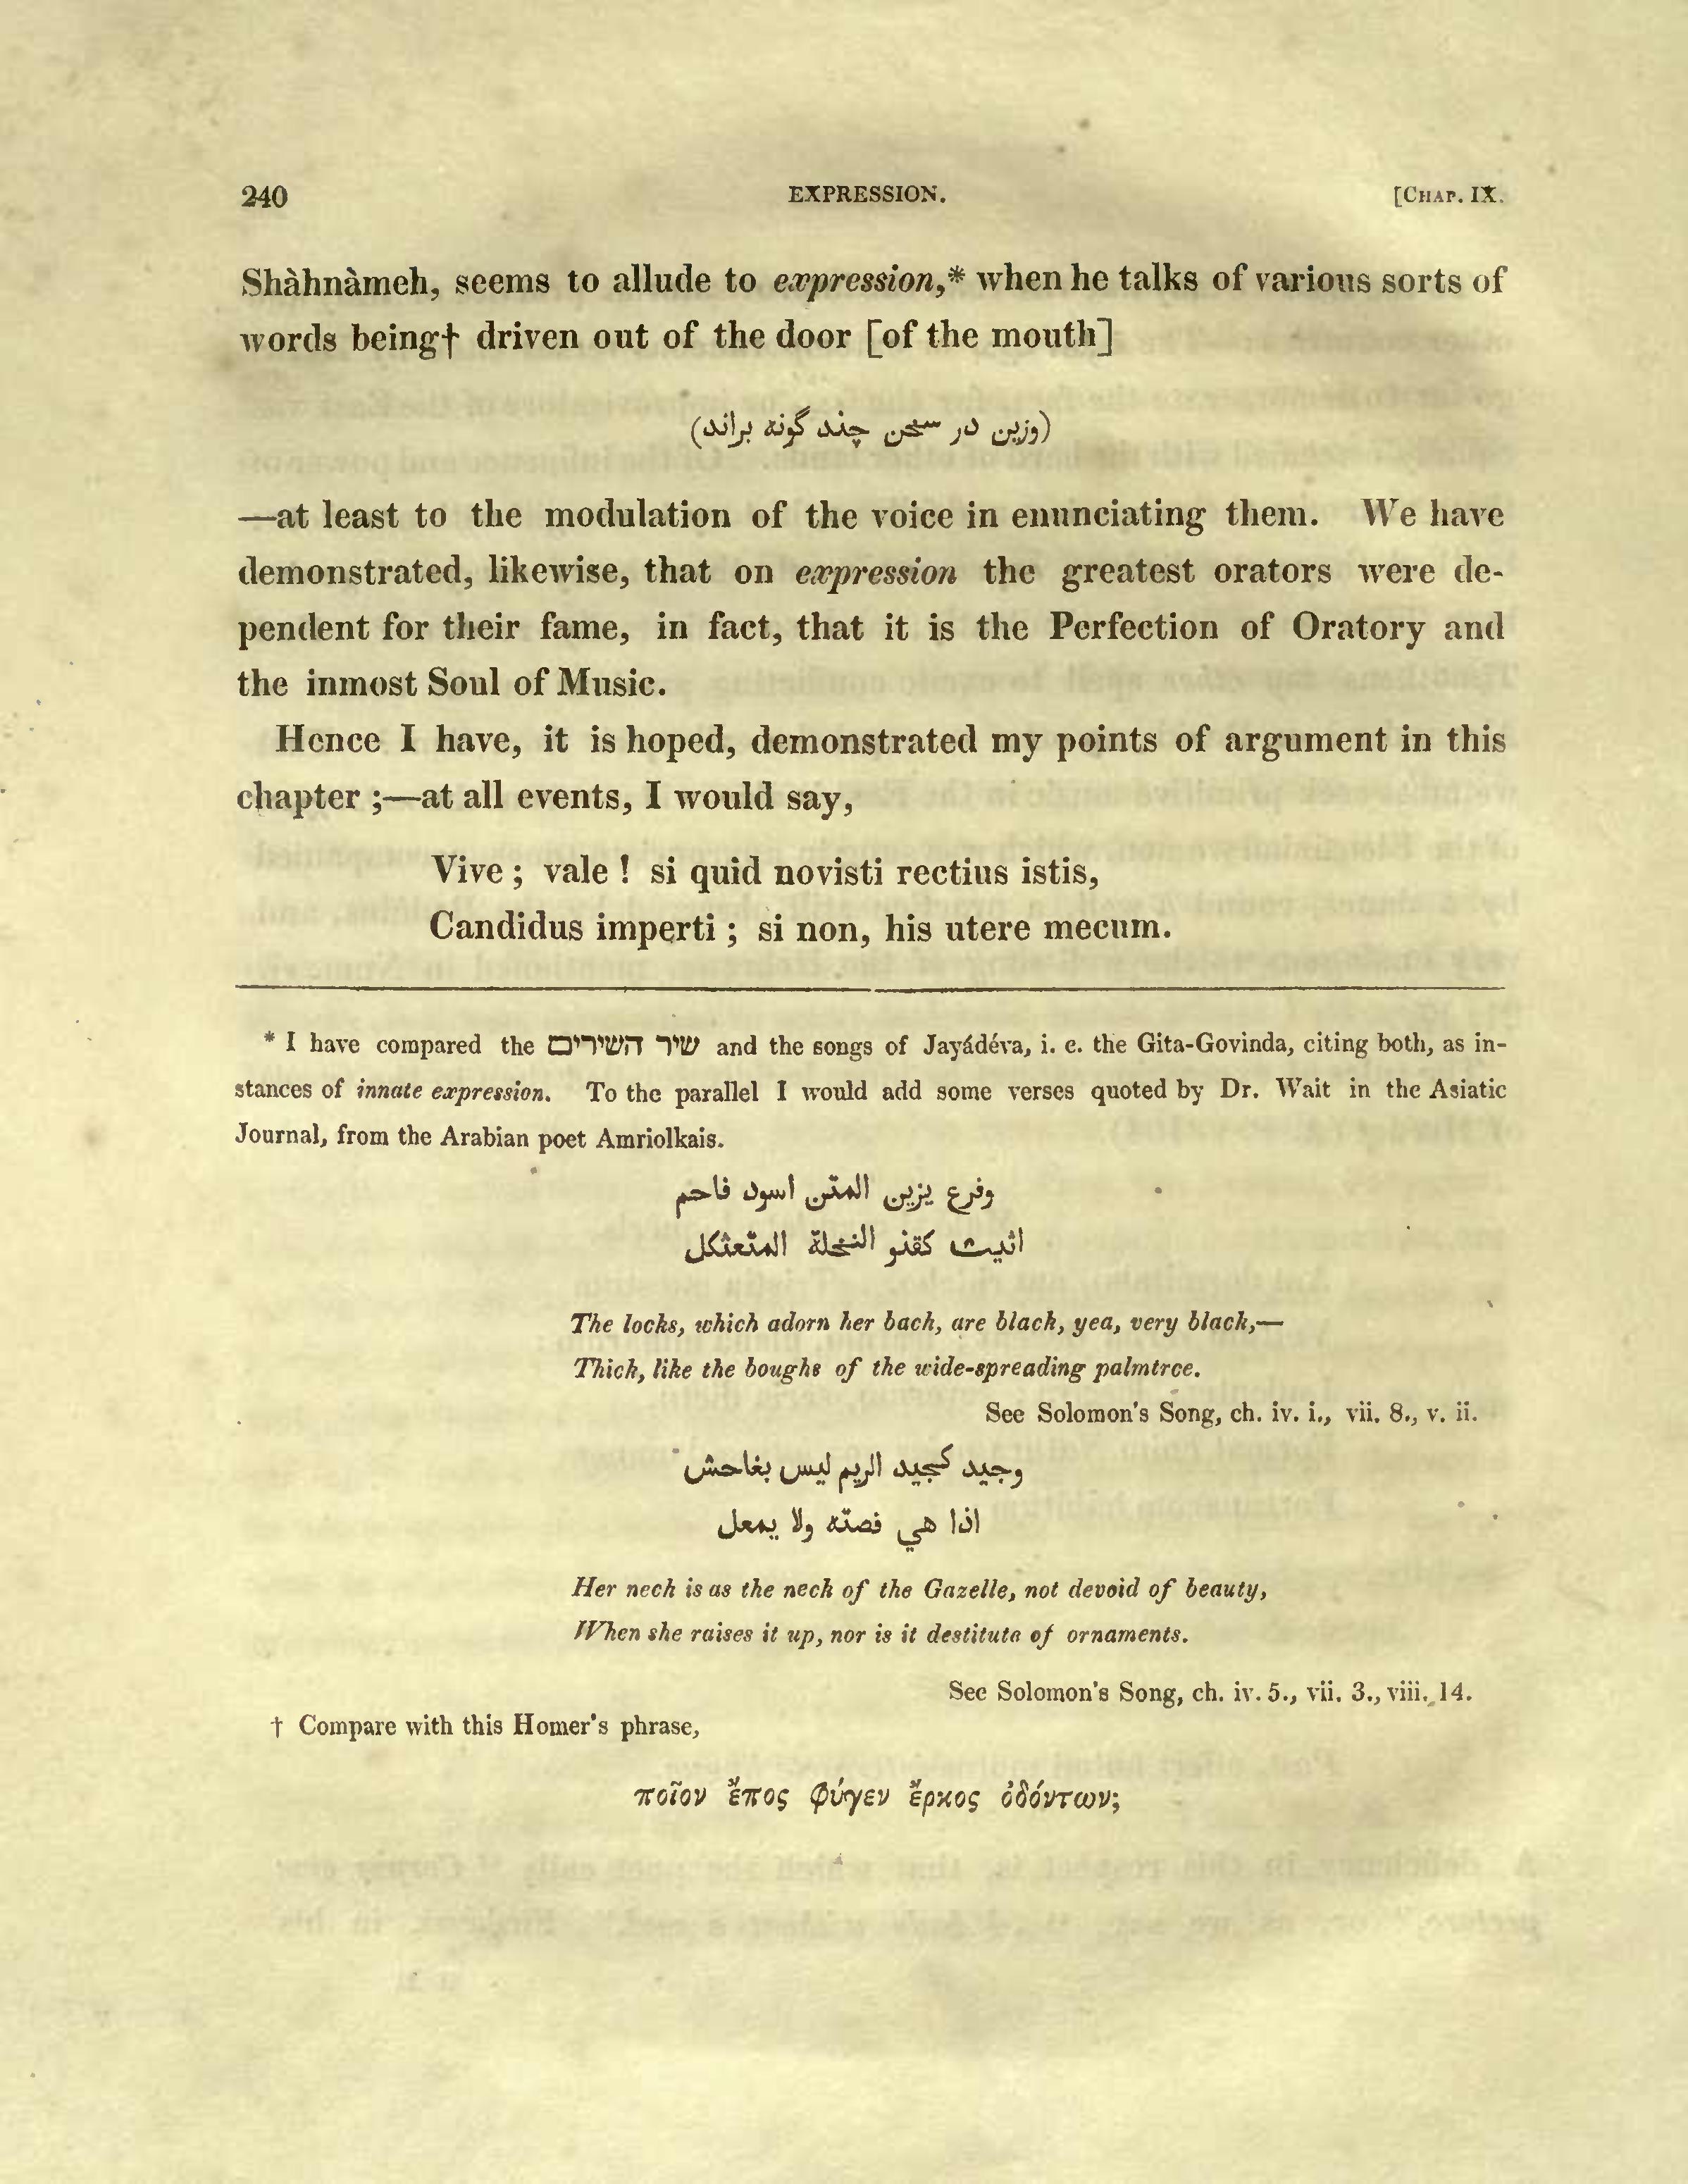 240 EXPRESSION. [CHAP. IX.
Shàhnàmeh, seems to allude to expression,* when he talks of various sorts of
words being† driven out of the door [of the mouth]
(وزين در سخن چند گونه براند)
—at least to the modulation of the voice in enunciating them. We have
demonstrated, likewise, that on expression the greatest orators were de-
pendent for their fame, in fact, that it is the Perfection of Oratory and
the inmost Soul of Music.
Hence I have, it is hoped, demonstrated my points of argument in this
chapter ;—at all events, I would say,
Vive ; vale ! si quid novisti rectius istis,
Candidus imperti ; si non, his utere mecum.
* I have compared the שיר השירים and the songs of Jayádéva, i. e. the Gita-Govinda, citing both, as in-
stances of innate expression. To the parallel I would add some verses quoted by Dr. Wait in the Asiatic
Journal, from the Arabian poet Amriolkais.
وفرع يزين المتن اسود فاحم
اثيث كقنو النخلة المتعثكل
The locks, which adorn her back, are black, yea, very black,—
Thick, like the boughs of the wide-spreading palmtree.
See Solomon's Song, ch. iv. i., vii. 8., v. ii.
وجيد كجيد الريم ليس بفاحش
اذا هي نصته ولا بمعل
Her neck is as the neck of the Gazelle, not devoid of beauty,
When she raises it up, nor is it destitute of ornaments.
See Solomon's Song, ch. iv. 5., vii. 3., viii. 14.
† Compare with this Homer's phrase,
ποῖον ἔπος φύγεν ἕρκος ὀδόντων;